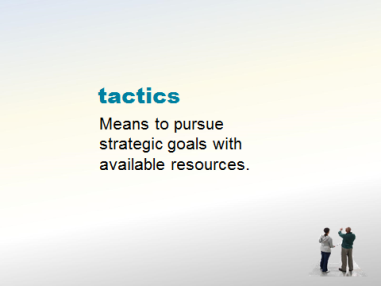 tactics
Means to pursue
strategic goals with
available resources.